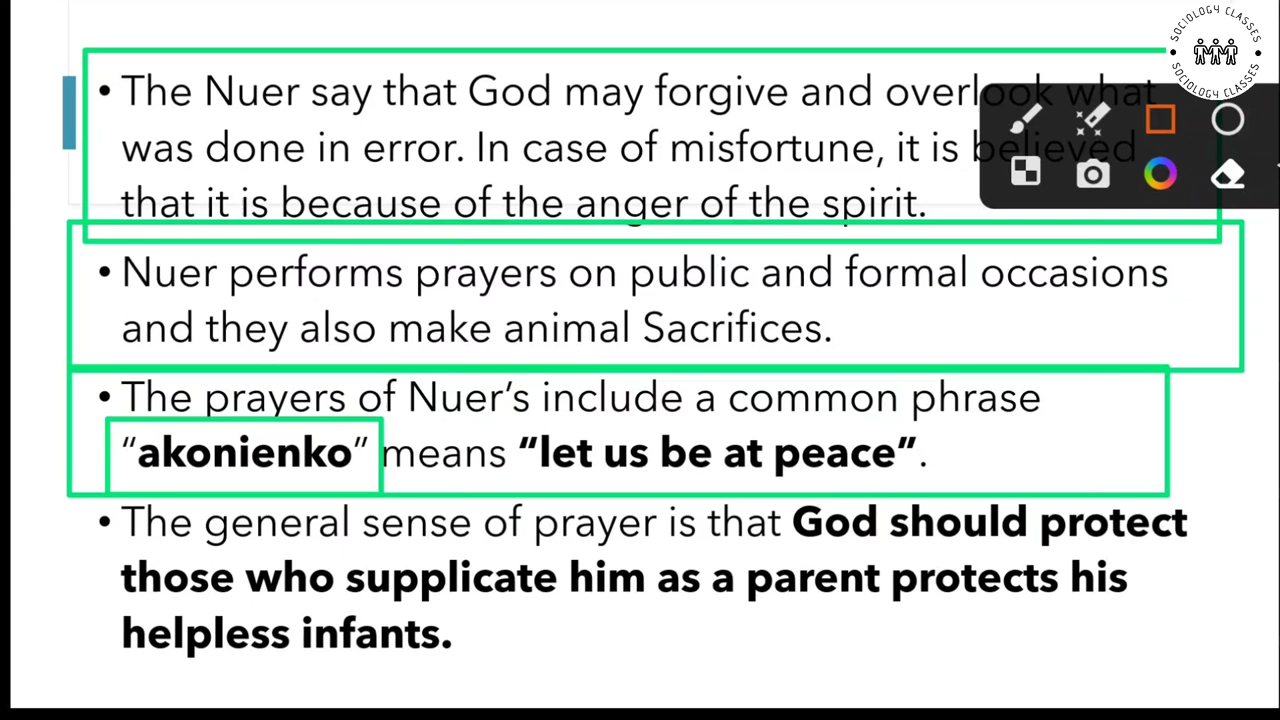 SOCIOLOGY CLASSES
SOCIOLOGY CLASSES
• The Nuer say that God may forgive and overlook what
was done in error. In case of misfortune, it is believed
that it is because of the anger of the spirit.
• Nuer performs prayers on public and formal occasions
and they also make animal Sacrifices.
• The prayers of Nuer’s include a common phrase
“akonienko” means “let us be at peace”.
• The general sense of prayer is that God should protect
those who supplicate him as a parent protects his
helpless infants.